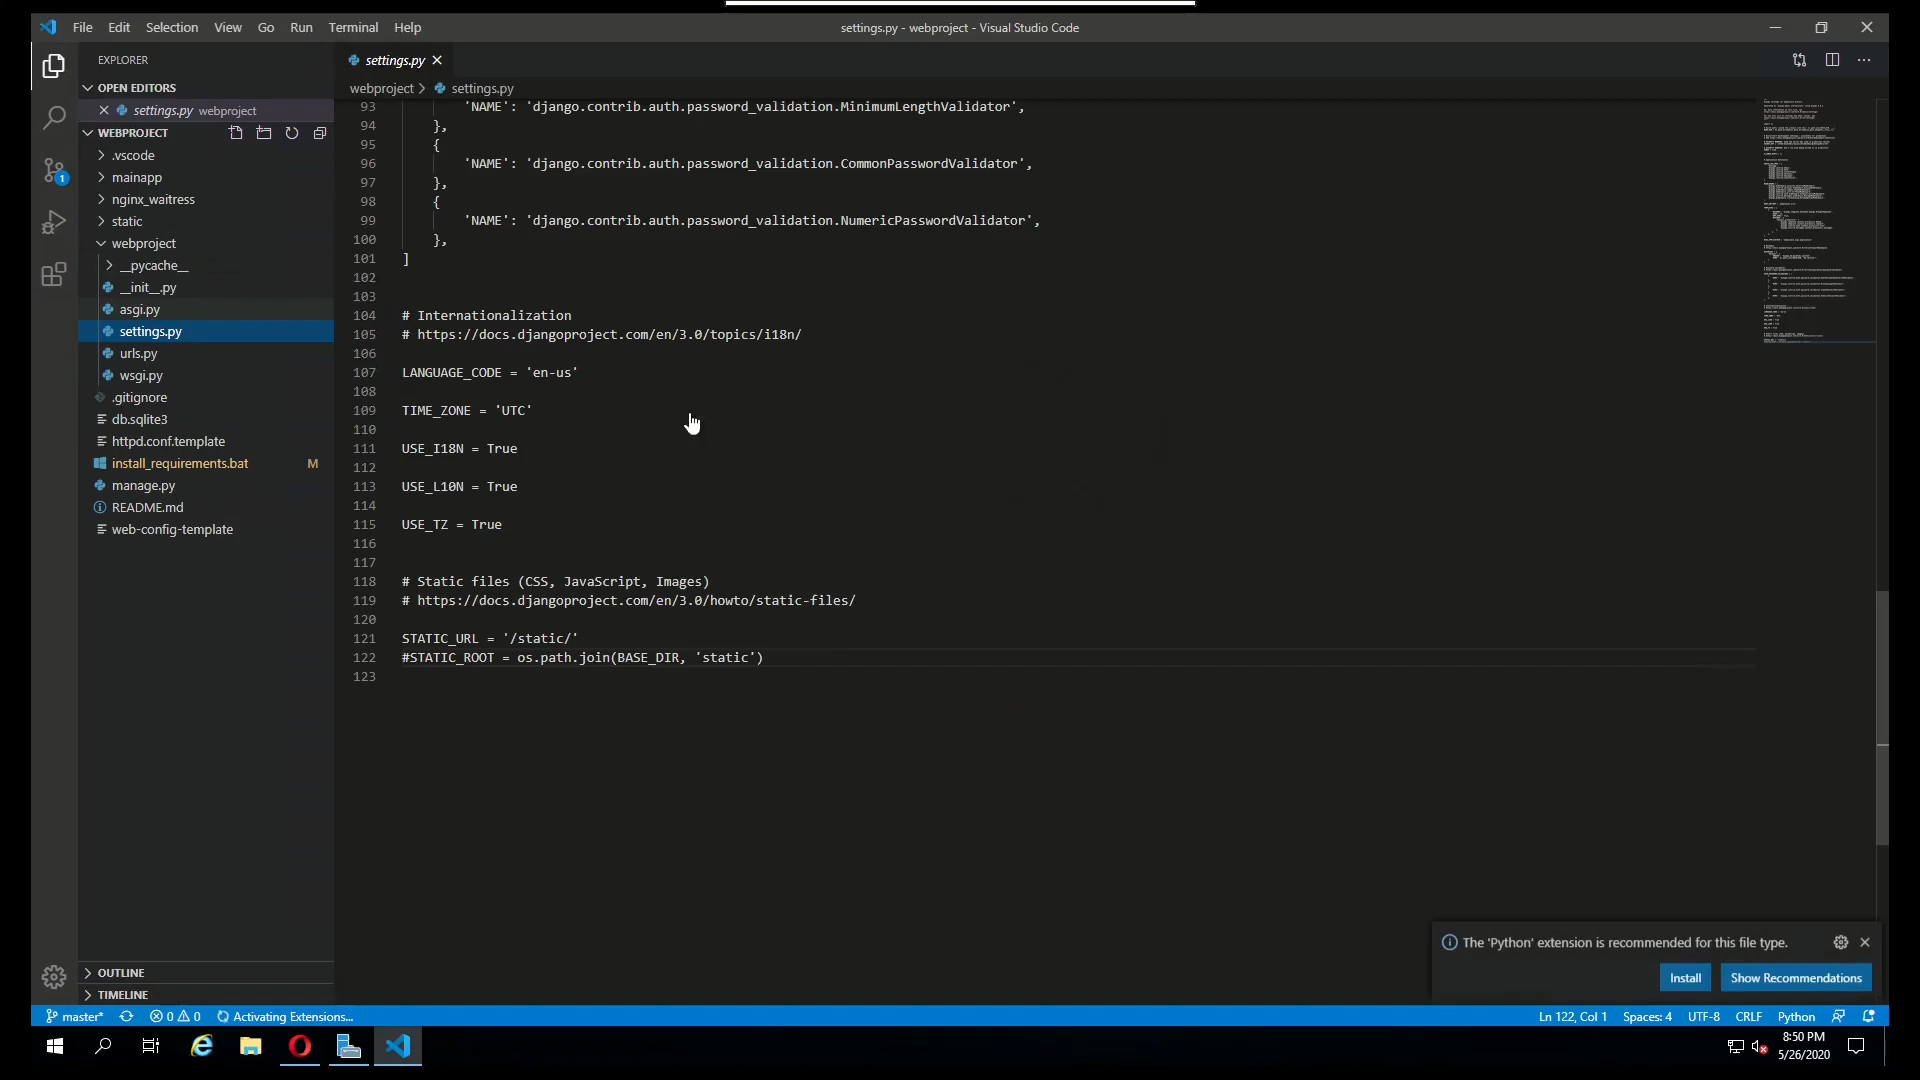 File Edit Selection View Go Run Terminal Help
settings.py - webproject - Visual Studio Code
EXPLORER
OPEN EDITORS
settings.py webproject
WEBPROJECT
.vscode
mainapp
nginx_waitress
static
webproject
__pycache__
__init__.py
asgi.py
settings.py
urls.py
wsgi.py
.gitignore
db.sqlite3
httpd.conf.template
install_requirements.bat M
manage.py
README.md
web-config-template
OUTLINE
TIMELINE
1
settings.py
webproject > settings.py
93 'NAME': 'django.contrib.auth.password_validation.MinimumLengthValidator',
94 },
95 {
96 'NAME': 'django.contrib.auth.password_validation.CommonPasswordValidator',
97 },
98 {
99 'NAME': 'django.contrib.auth.password_validation.NumericPasswordValidator',
100 },
101 ]
102
103
104 # Internationalization
105 # https://docs.djangoproject.com/en/3.0/topics/i18n/
106
107 LANGUAGE_CODE = 'en-us'
108
109 TIME_ZONE = 'UTC'
110
111 USE_I18N = True
112
113 USE_L10N = True
114
115 USE_TZ = True
116
117
118 # Static files (CSS, JavaScript, Images)
119 # https://docs.djangoproject.com/en/3.0/howto/static-files/
120
121 STATIC_URL = '/static/'
122 #STATIC_ROOT = os.path.join(BASE_DIR, 'static')
123
The 'Python' extension is recommended for this file type.
Install Show Recommendations
master* 0 0 Activating Extensions...
Ln 122, Col 1 Spaces: 4 UTF-8 CRLF Python
8:50 PM
5/26/2020